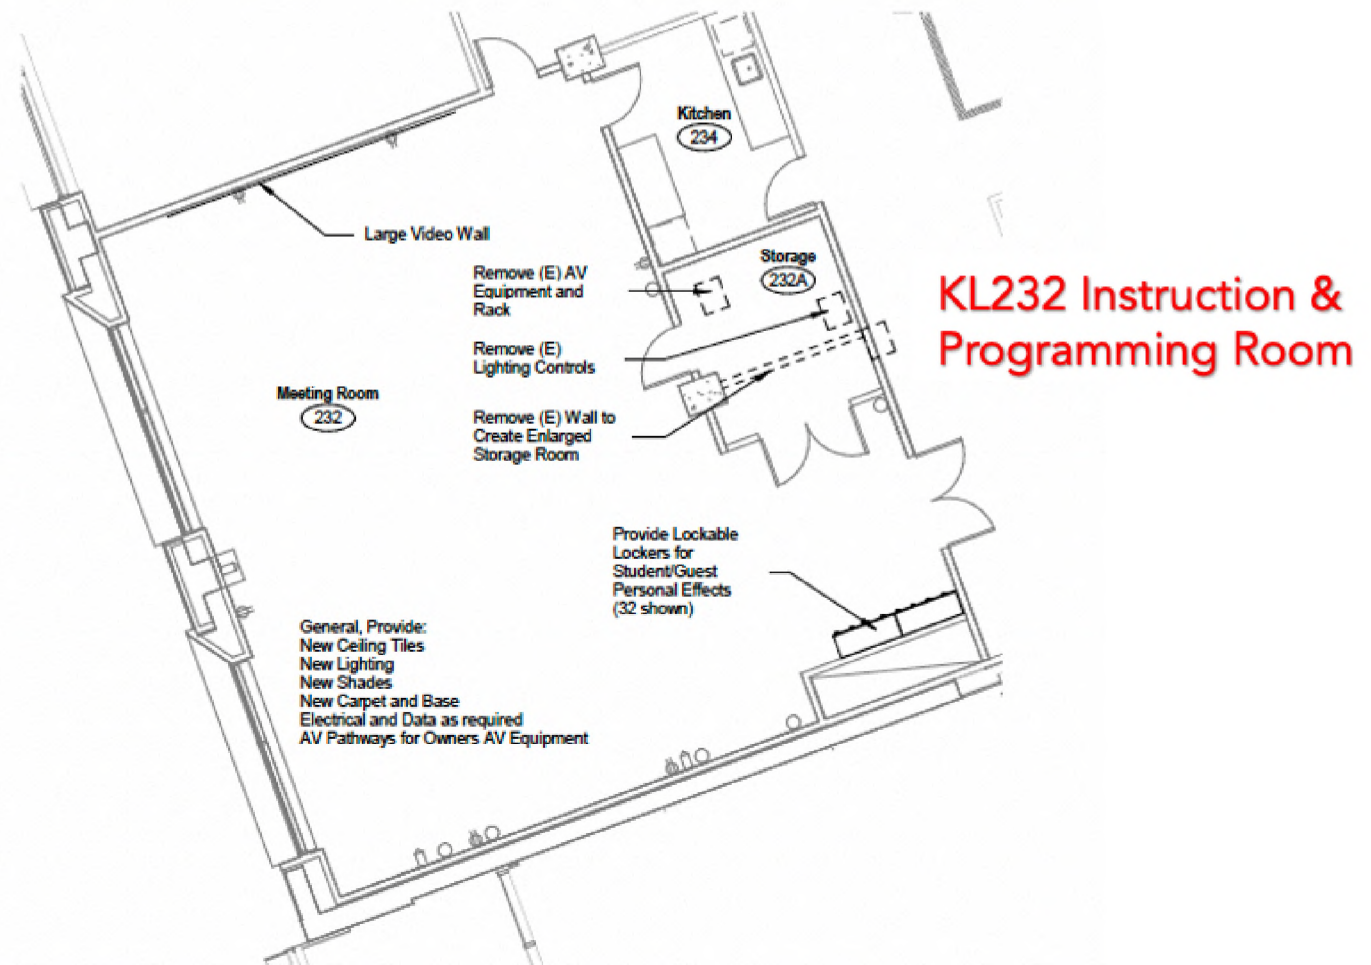 Kitchen
234
Large Video Wall
Storage
232A
Remove (E) AV
Equipment and
Rack
KL232 Instruction &
Programming Room
Remove (E)
Lighting Controls
Meeting Room
232
Remove (E) Wall to
Create Enlarged
Storage Room
Provide Lockable
Lockers for
Student/Guest
Personal Effects
(32 shown)
General, Provide:
New Ceiling Tiles
New Lighting
New Shades
New Carpet and Base
Electrical and Data as required
AV Pathways for Owners AV Equipment